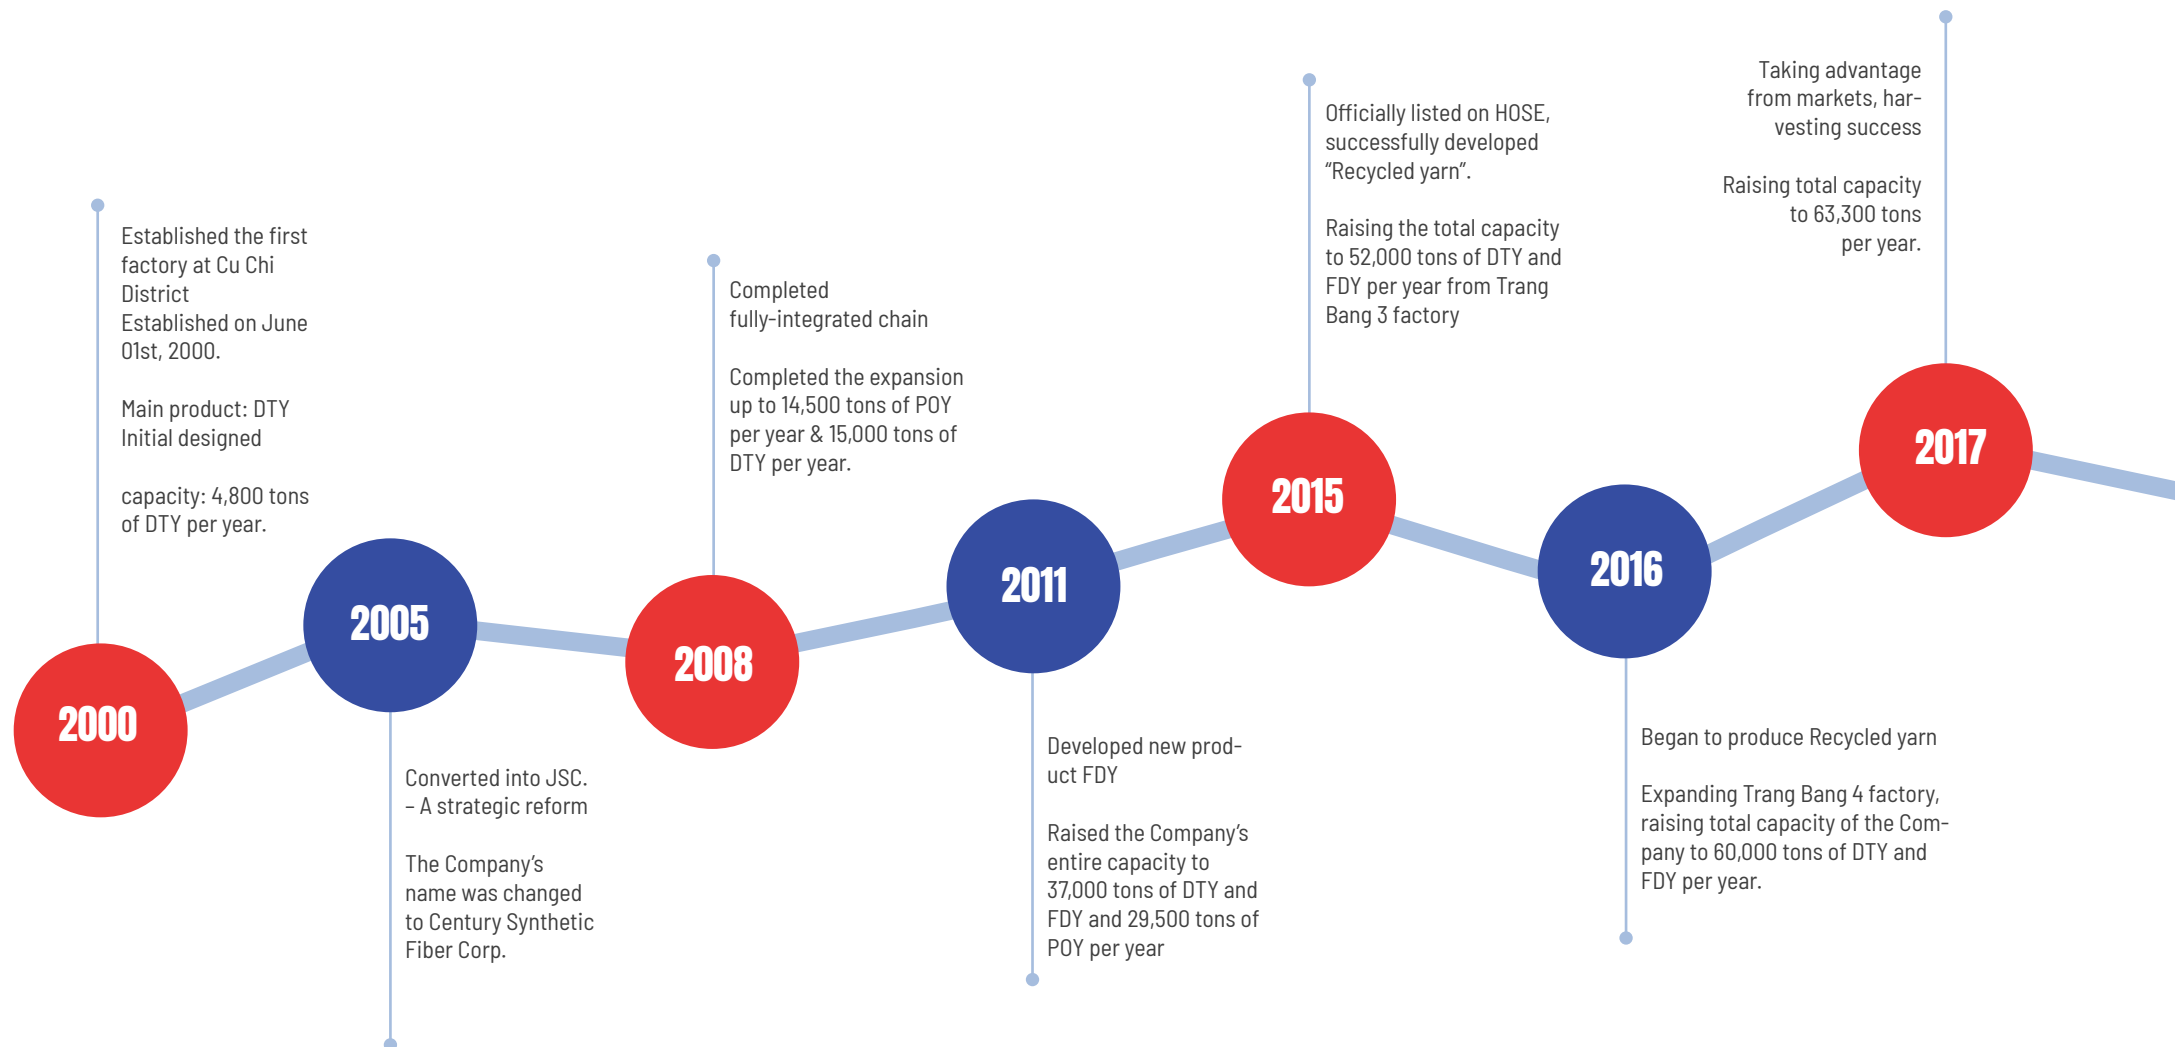 2000
Established the first
factory at Cu Chi
District
Established on June
01st, 2000.
Main product: DTY
Initial designed
capacity: 4,800 tons
of DTY per year.
2005
Converted into JSC.
– A strategic reform
The Company’s
name was changed
to Century Synthetic
Fiber Corp.
2008
Completed
fully-integrated chain
Completed the expansion
up to 14,500 tons of POY
per year & 15,000 tons of
DTY per year.
2011
Developed new prod-
uct FDY
Raised the Company’s
entire capacity to
37,000 tons of DTY and
FDY and 29,500 tons of
POY per year
2015
Officially listed on HOSE,
successfully developed
“Recycled yarn”.
Raising the total capacity
to 52,000 tons of DTY and
FDY per year from Trang
Bang 3 factory
2016
Began to produce Recycled yarn
Expanding Trang Bang 4 factory,
raising total capacity of the Com-
pany to 60,000 tons of DTY and
FDY per year.
2017
Taking advantage
from markets, har-
vesting success
Raising total capacity
to 63,300 tons
per year.